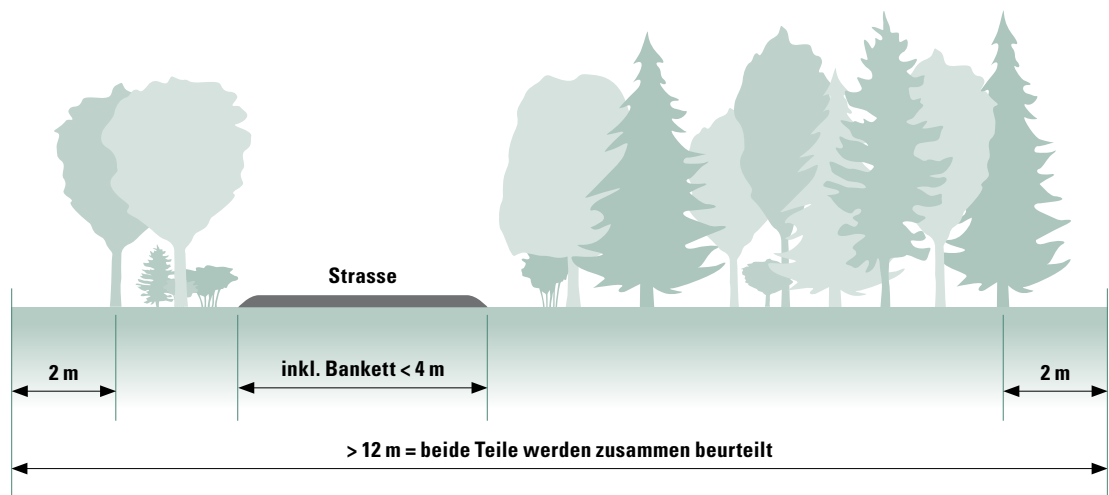 Strasse
2 m
inkl. Bankett < 4 m
2 m
> 12 m = beide Teile werden zusammen beurteilt